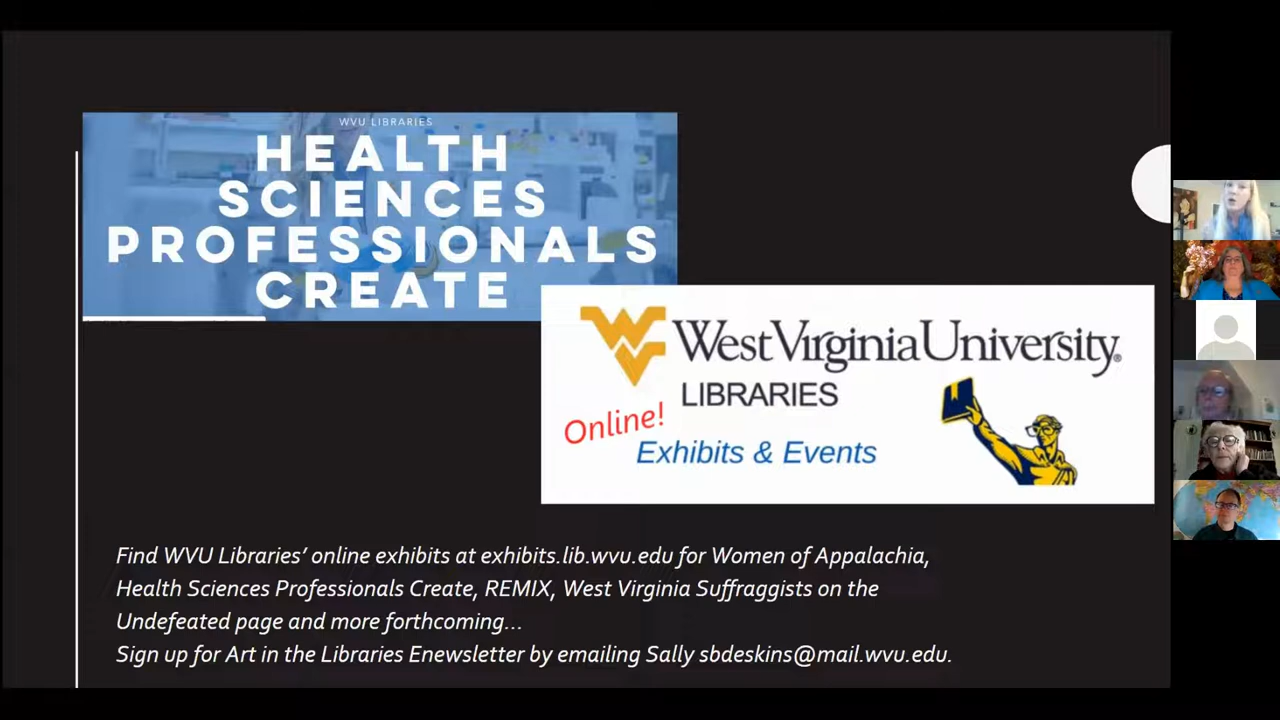 WVU LIBRARIES
HEALTH
SCIENCES
PROFESSIONALS
CREATE
West Virginia University®
LIBRARIES
Online!
Exhibits & Events
Find WVU Libraries’ online exhibits at exhibits.lib.wvu.edu for Women of Appalachia,
Health Sciences Professionals Create, REMIX, West Virginia Suffraggists on the
Undefeated page and more forthcoming...
Sign up for Art in the Libraries Enewsletter by emailing Sally sbdeskins@mail.wvu.edu.